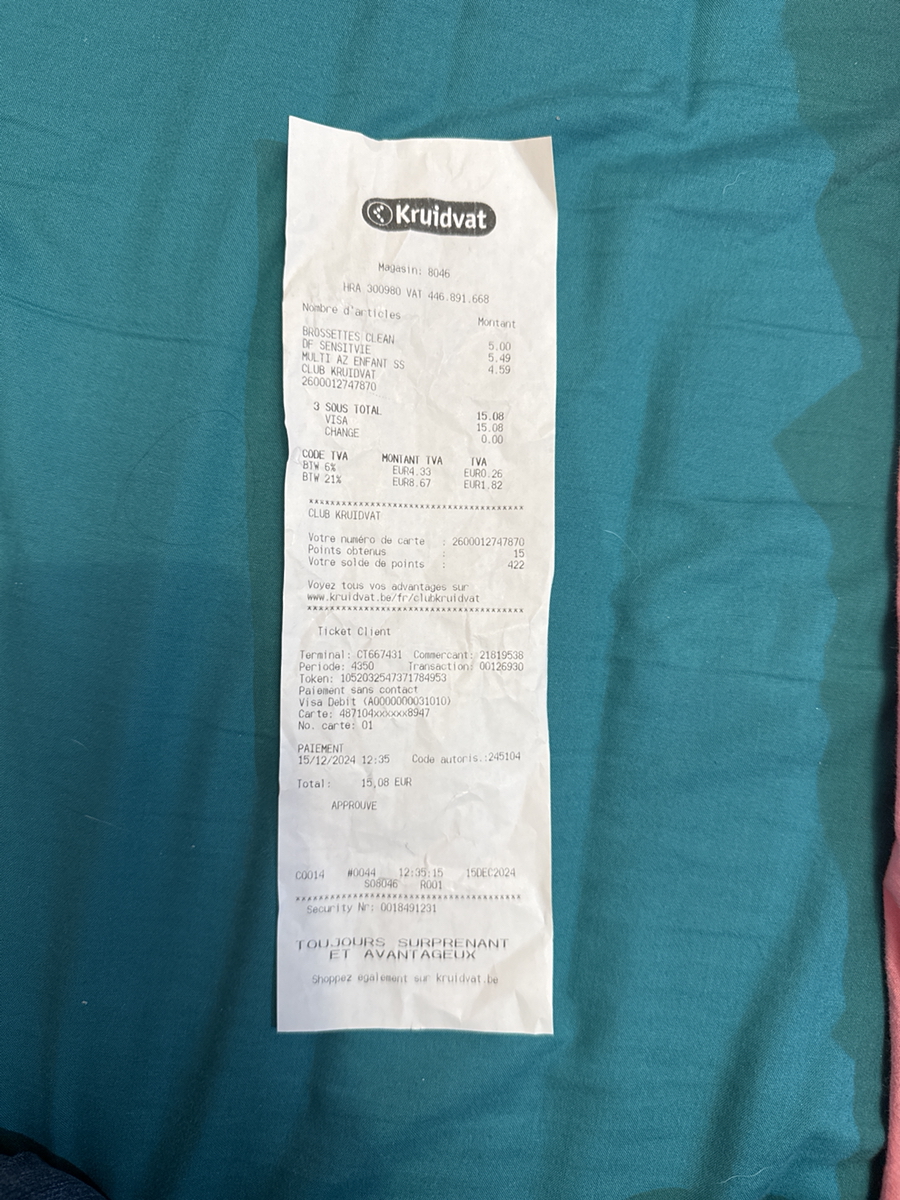 Kruidvat
Magasin: 8046
HRA 300980 VAT 446.891.668
Nombre d'articles Montant
BROSSETTES CLEAN 5.00
DF SENSITVIE 5.49
MULTI AZ ENFANT SS 4.59
CLUB KRUIDVAT
2600012747870
3 SOUS TOTAL 15.08
VISA 15.08
CHANGE 0.00
CODE TVA MONTANT TVA TVA
BTW 6% EUR4.33 EUR0.26
BTW 21% EUR8.67 EUR1.82
xxxxxxxxxxxxxxxxxxxxxxxxxxxxxxxxxxxxxxxx
CLUB KRUIDVAT
Votre numéro de carte : 2600012747870
Points obtenus : 15
Votre solde de points : 422
Voyez tous vos advantages sur
www.kruidvat.be/fr/clubkruidvat
xxxxxxxxxxxxxxxxxxxxxxxxxxxxxxxxxxxxxxxx
Ticket Client
Terminal: CT667431 Commercant: 21819538
Periode: 4350 Transaction: 00126930
Token: 1052032547371784953
Paiement sans contact
Visa Debit (A0000000031010)
Carte: 487104xxxxxx8947
No. carte: 01
PAIEMENT
15/12/2024 12:35 Code autoris.:245104
Total: 15,08 EUR
APPROUVE
C0014 #0044 12:35:15 15DEC2024
S08046 R001
xxxxxxxxxxxxxxxxxxxxxxxxxxxxxxxxxxxxxxxx
Security Nr: 0018491231
TOUJOURS SURPRENANT
ET AVANTAGEUX
Shoppez également sur kruidvat.be